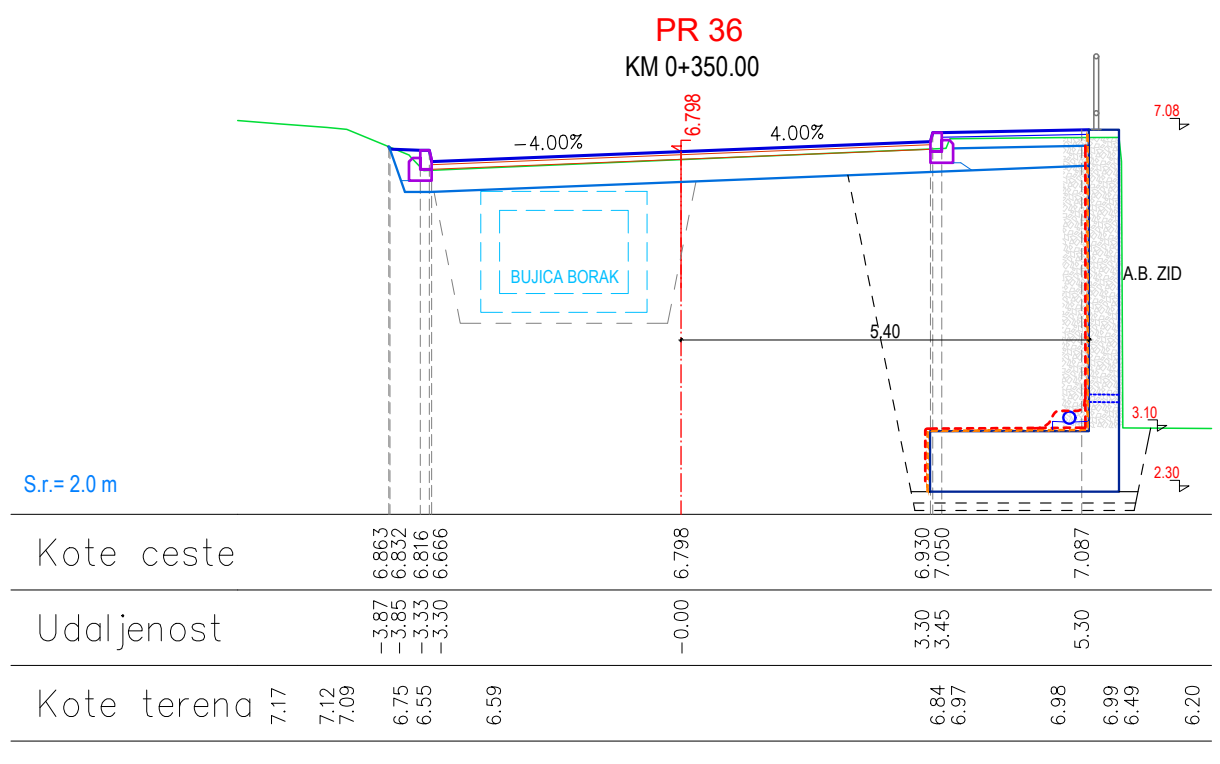 PR 36
KM 0+350.00
6.798
7.08
-4.00%
4.00%
BUJICA BORAK
A.B. ZID
5.40
3.10
2.30
S.r.= 2.0 m
Kote ceste 6.863 6.832 6.816 6.666 6.798 6.930 7.050 7.087
Udaljenost -3.87 -3.85 -3.33 -3.30 -0.00 3.30 3.45 5.30
Kote terena 7.17 7.12 7.09 6.75 6.55 6.59 6.84 6.97 6.98 6.99 6.49 6.20